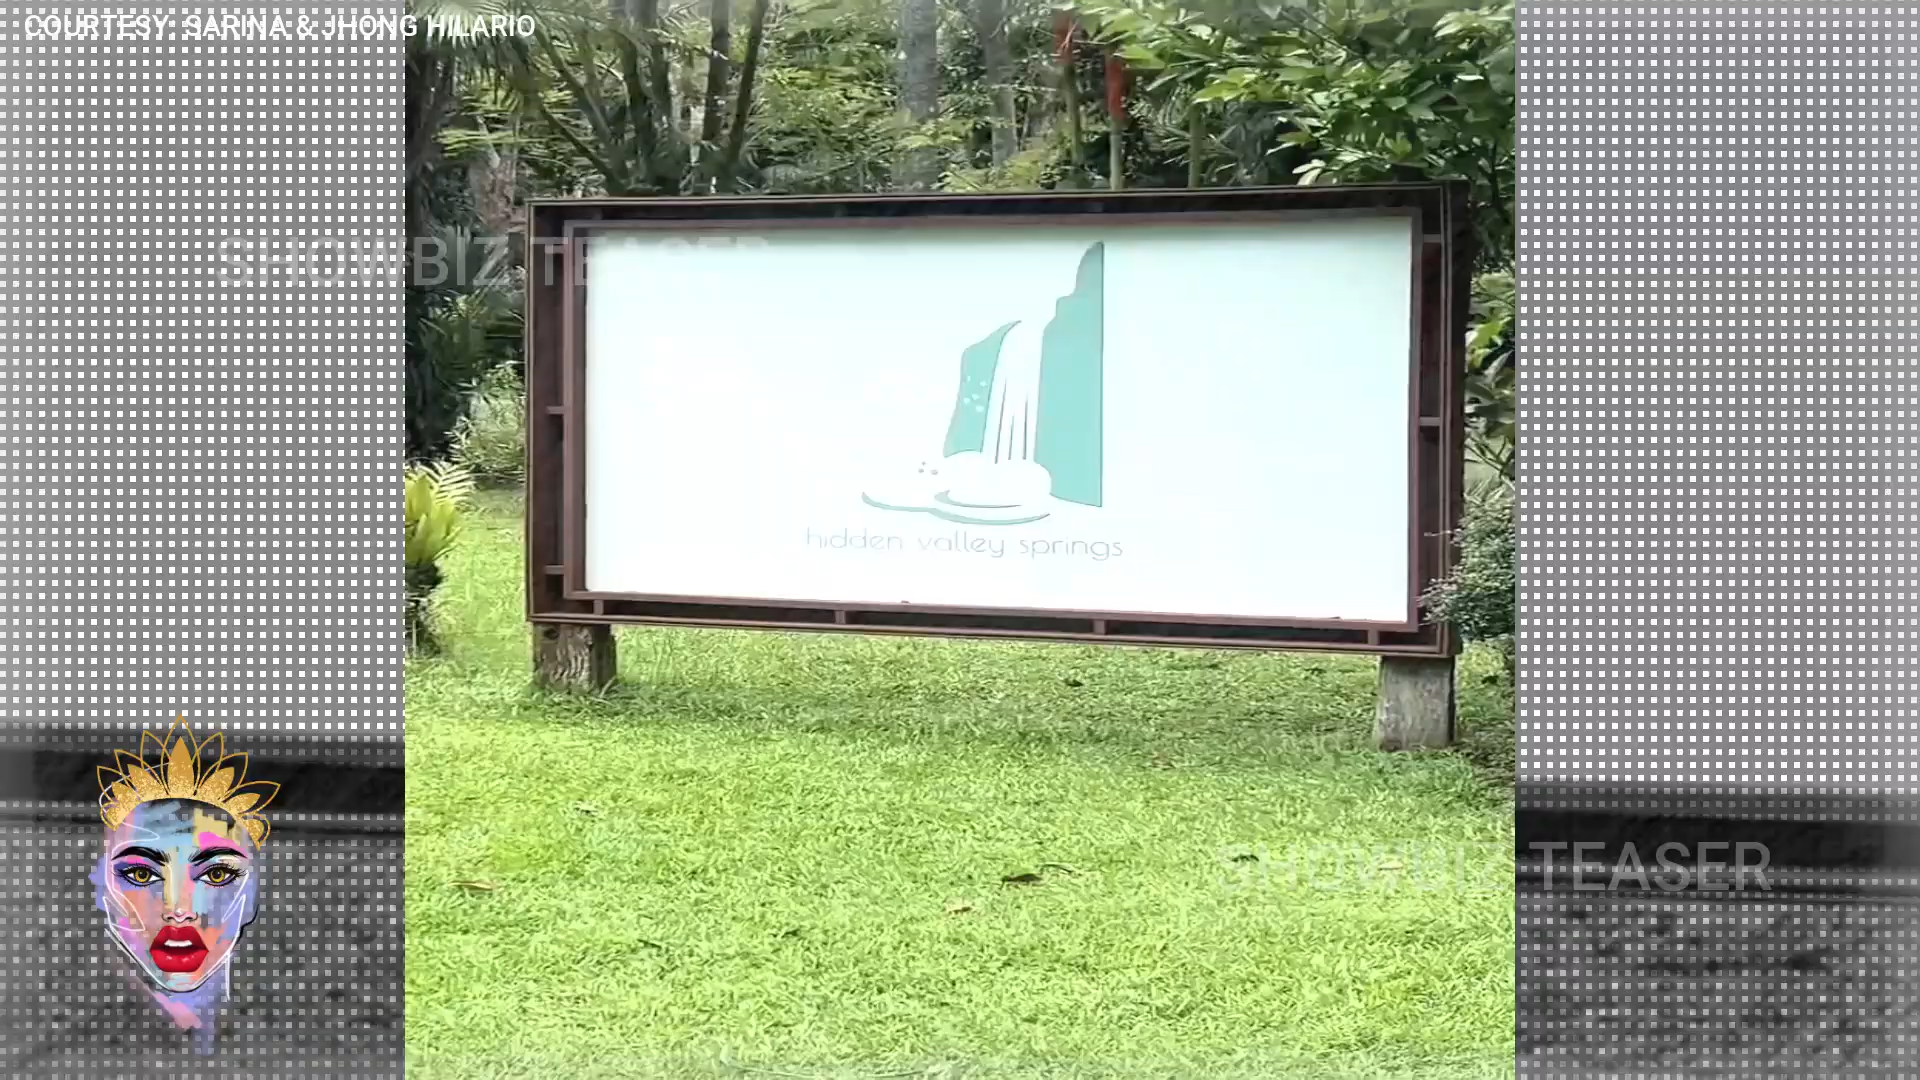 COURTESY: SARINA & JHONG HILARIO
SHOWBIZ TEASER
hidden valley springs
SHOWBIZ TEASER